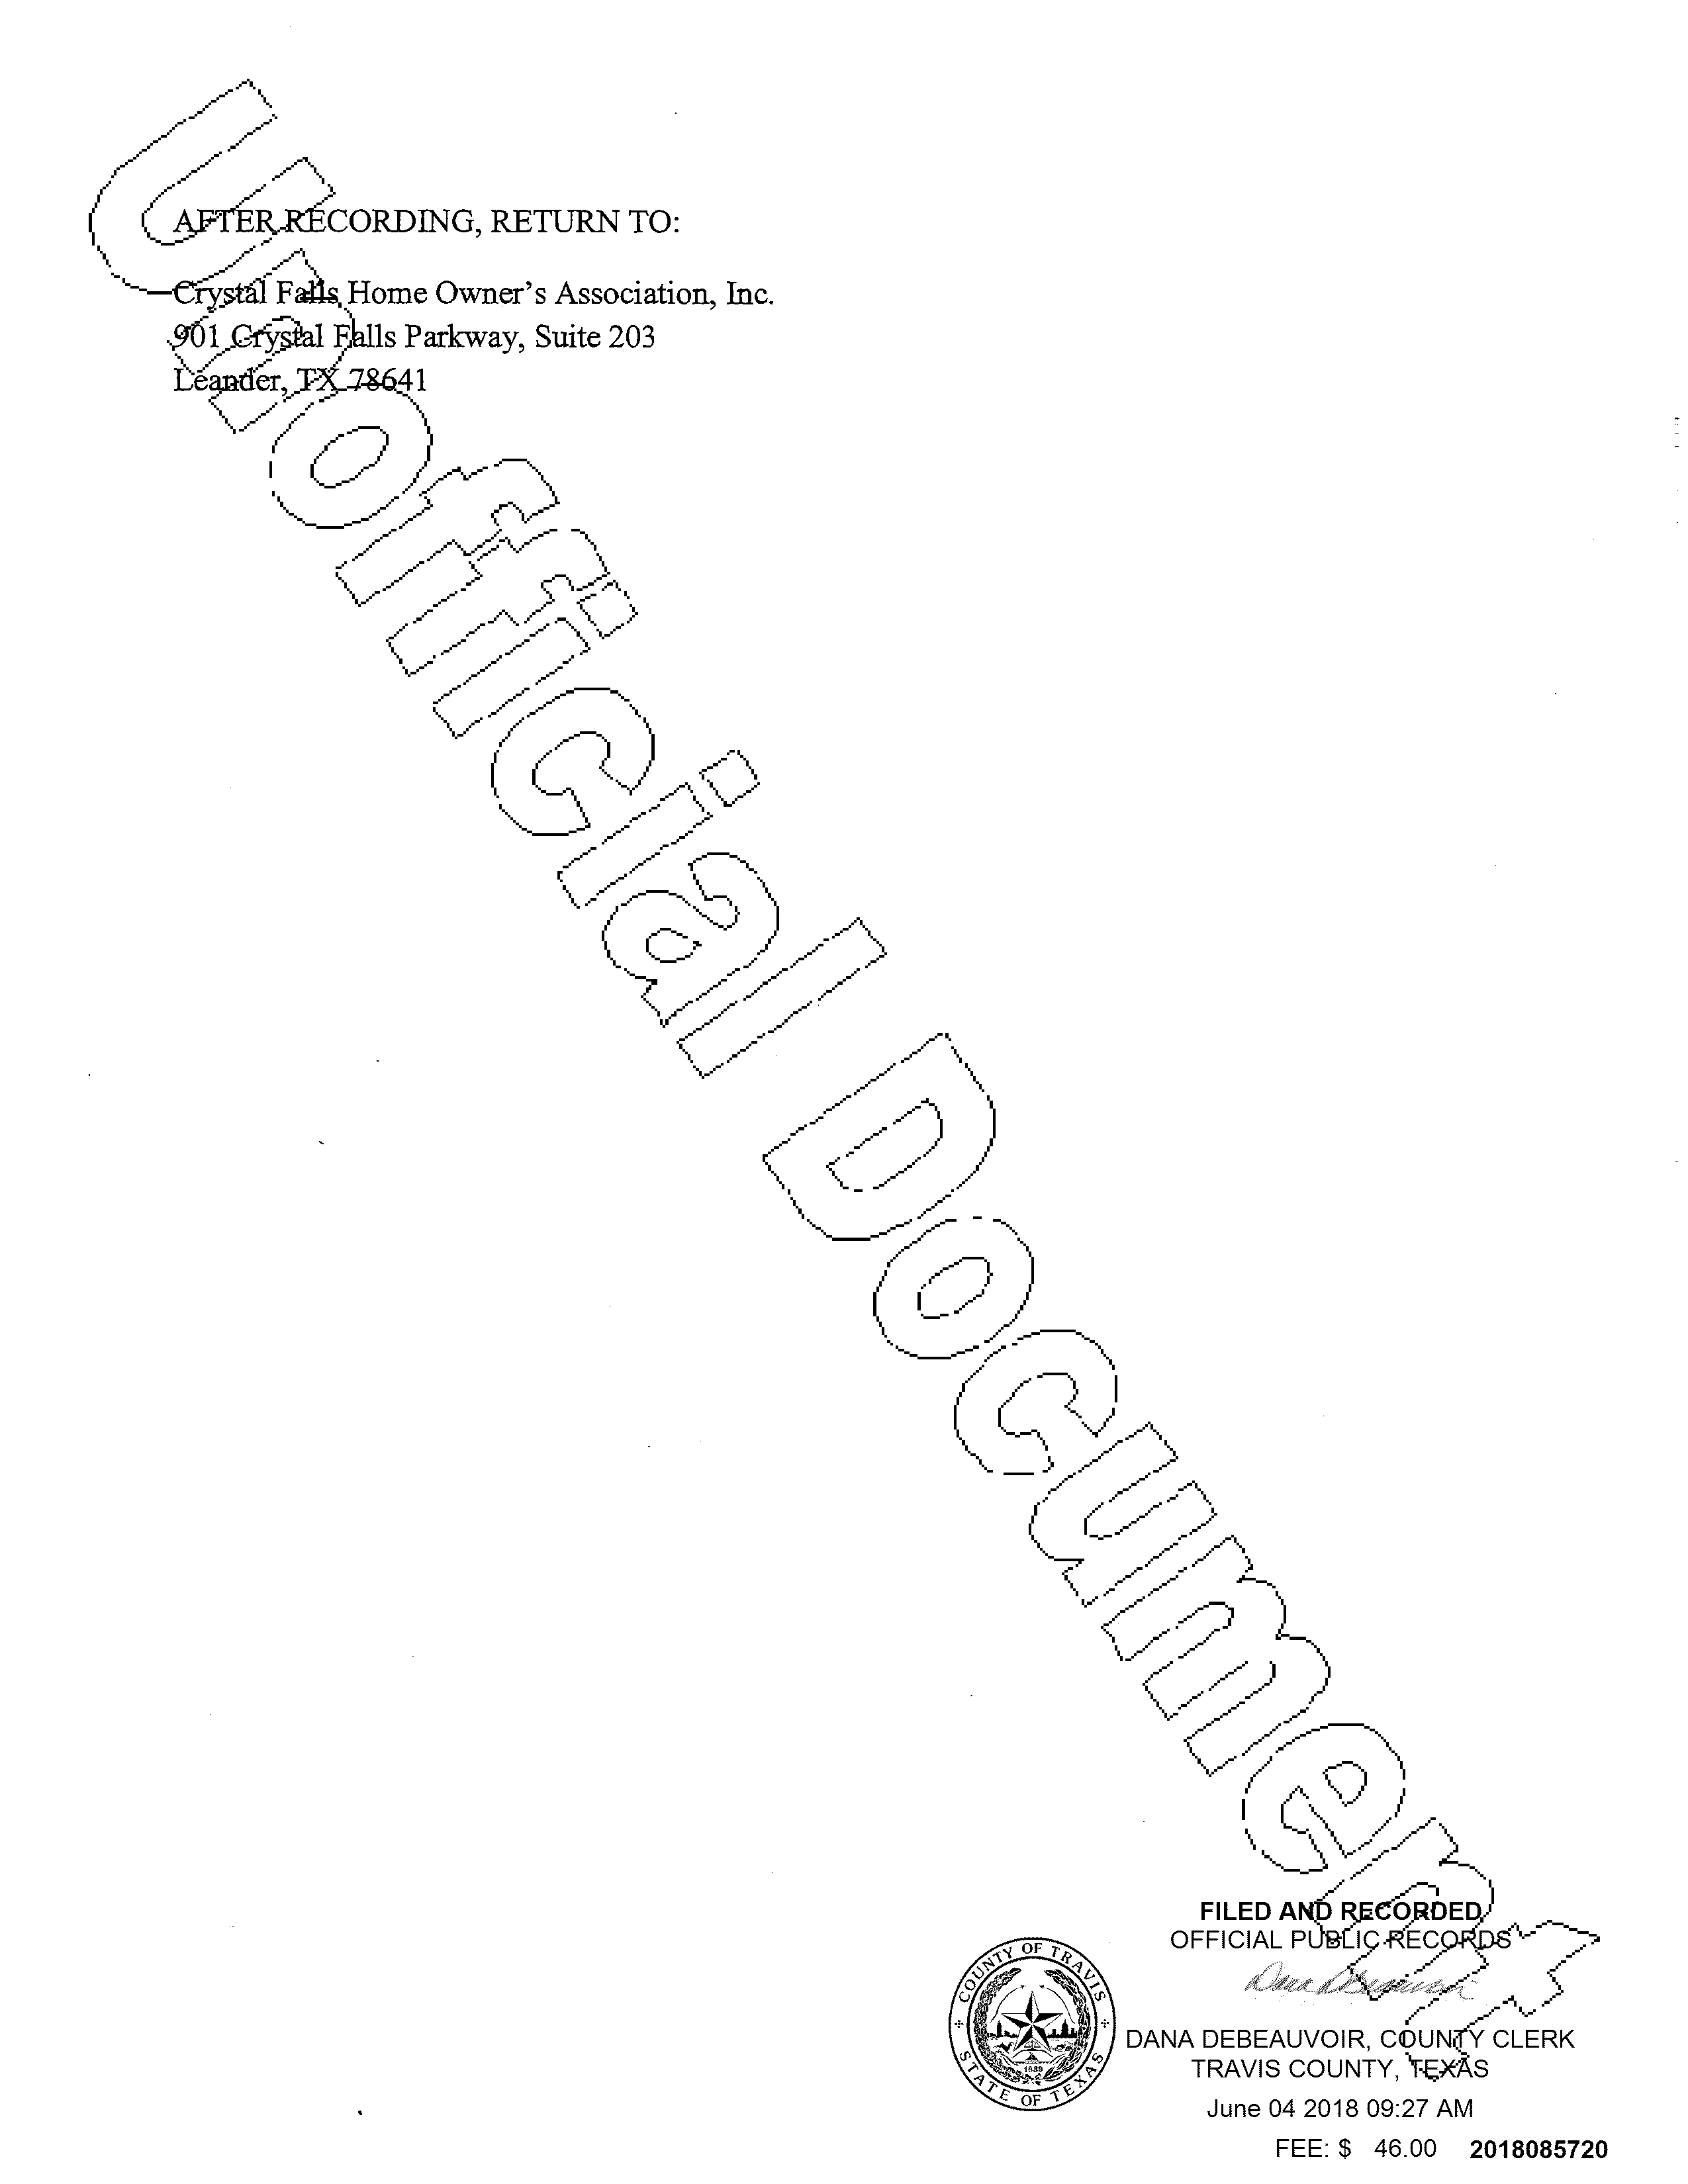 AFTER RECORDING, RETURN TO:
Crystal Falls Home Owner's Association, Inc.
901 Crystal Falls Parkway, Suite 203
Leander, TX 78641
Unofficial Document
FILED AND RECORDED
OFFICIAL PUBLIC RECORDS
Dana DeBeauvoir
COUNTY OF TRAVIS
1839
STATE OF TEXAS
DANA DEBEAUVOIR, COUNTY CLERK
TRAVIS COUNTY, TEXAS
June 04 2018 09:27 AM
FEE: $ 46.00 2018085720